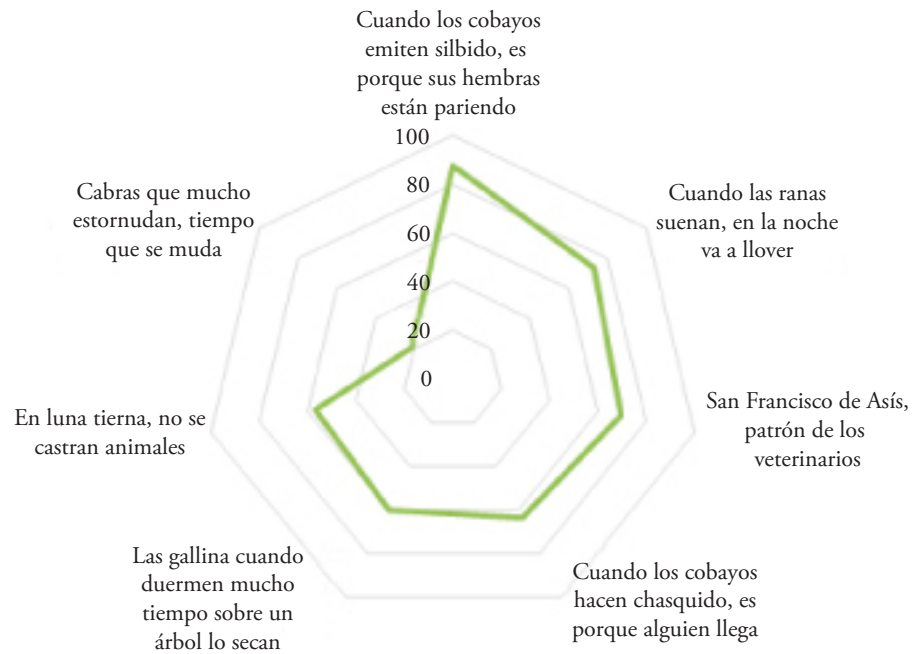 Cuando los cobayos
emiten silbido, es
porque sus hembras
están pariendo
100
80
60
40
20
0
Cuando las ranas
suenan, en la noche
va a llover
San Francisco de Asís,
patrón de los
veterinarios
Cuando los cobayos
hacen chasquido, es
porque alguien llega
Las gallina cuando
duermen mucho
tiempo sobre un
árbol lo secan
En luna tierna, no se
castran animales
Cabras que mucho
estornudan, tiempo
que se muda